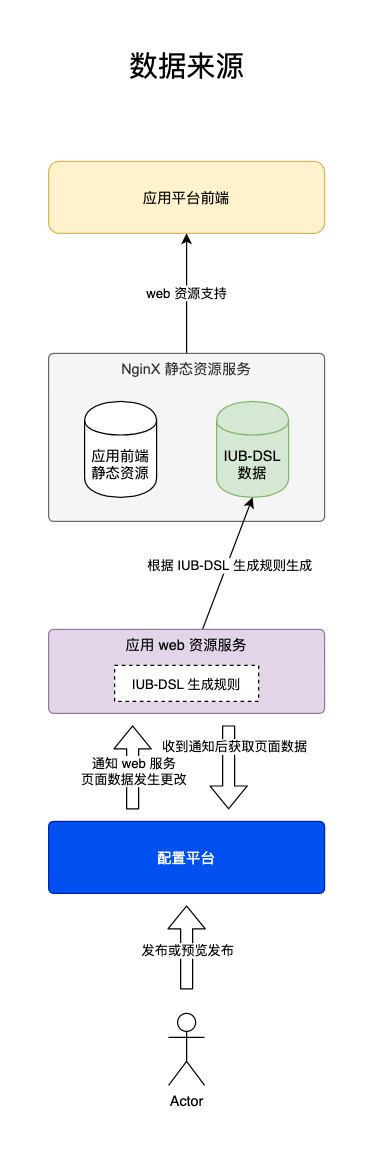 数据来源
应用平台前端
web 资源支持
NginX 静态资源服务
应用前端
静态资源
IUB-DSL
数据
根据 IUB-DSL 生成规则生成
应用 web 资源服务
IUB-DSL 生成规则
通知 web 服务
页面数据发生更改
收到通知后获取页面数据
配置平台
发布或预览发布
Actor